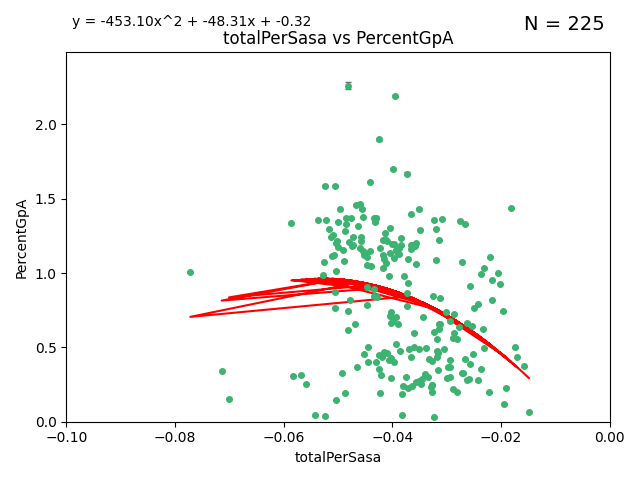 y = -453.10x^2 + -48.31x + -0.32
N = 225
totalPerSasa vs PercentGpA
PercentGpA
2.0
1.5
1.0
0.5
0.0
−0.10
−0.08
−0.06
−0.04
−0.02
0.00
totalPerSasa